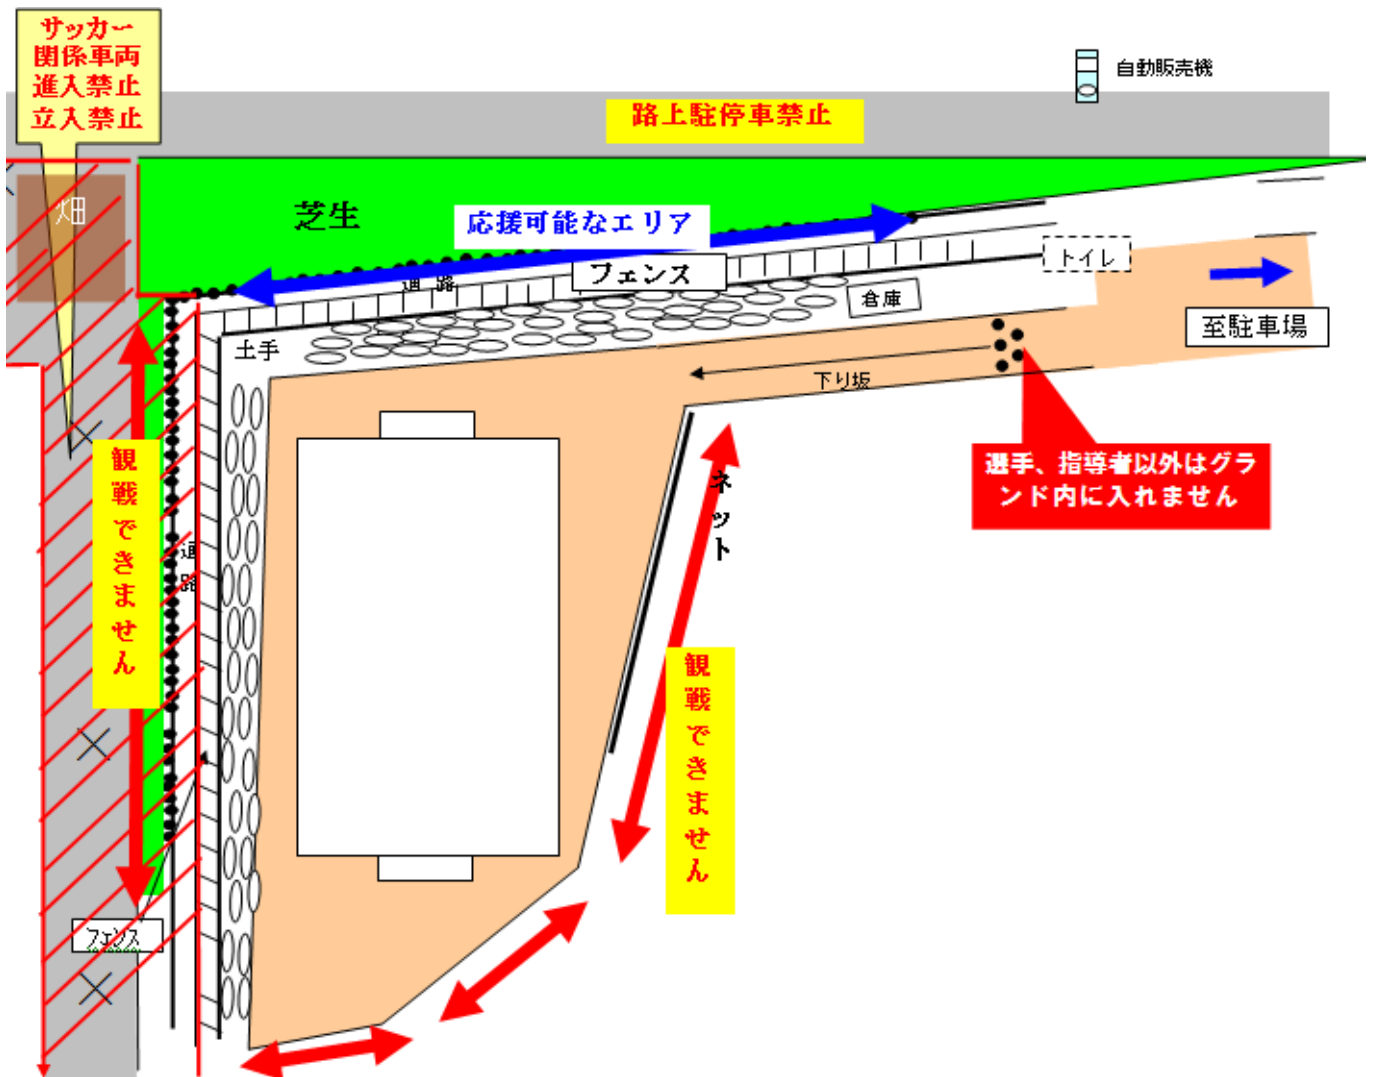 サッカー
関係車両
進入禁止
立入禁止
自動販売機
路上駐停車禁止
畑
芝生
応援可能なエリア
通路
フェンス
トイレ
倉庫
至駐車場
土手
下り坂
選手、指導者以外はグラ
ンド内に入れません
観戦できません
ネット
通路
観戦できません
フェンス